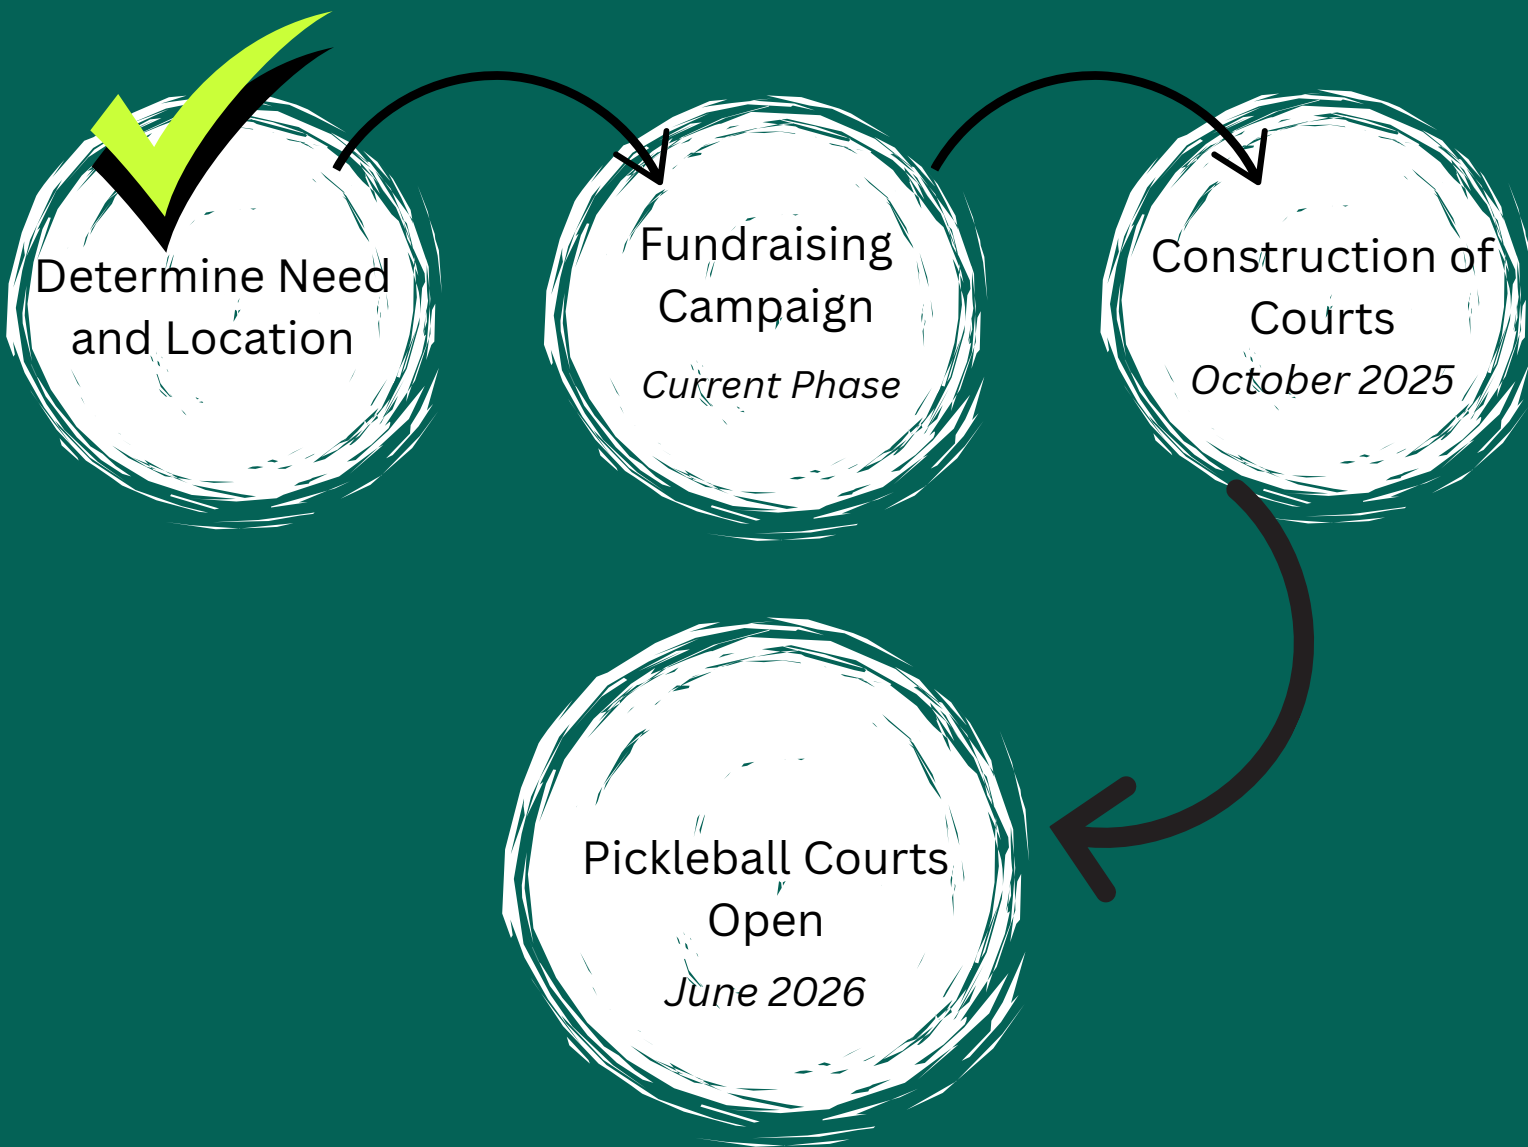 Determine Need
and Location
Fundraising
Campaign
Current Phase
Construction of
Courts
October 2025
Pickleball Courts
Open
June 2026